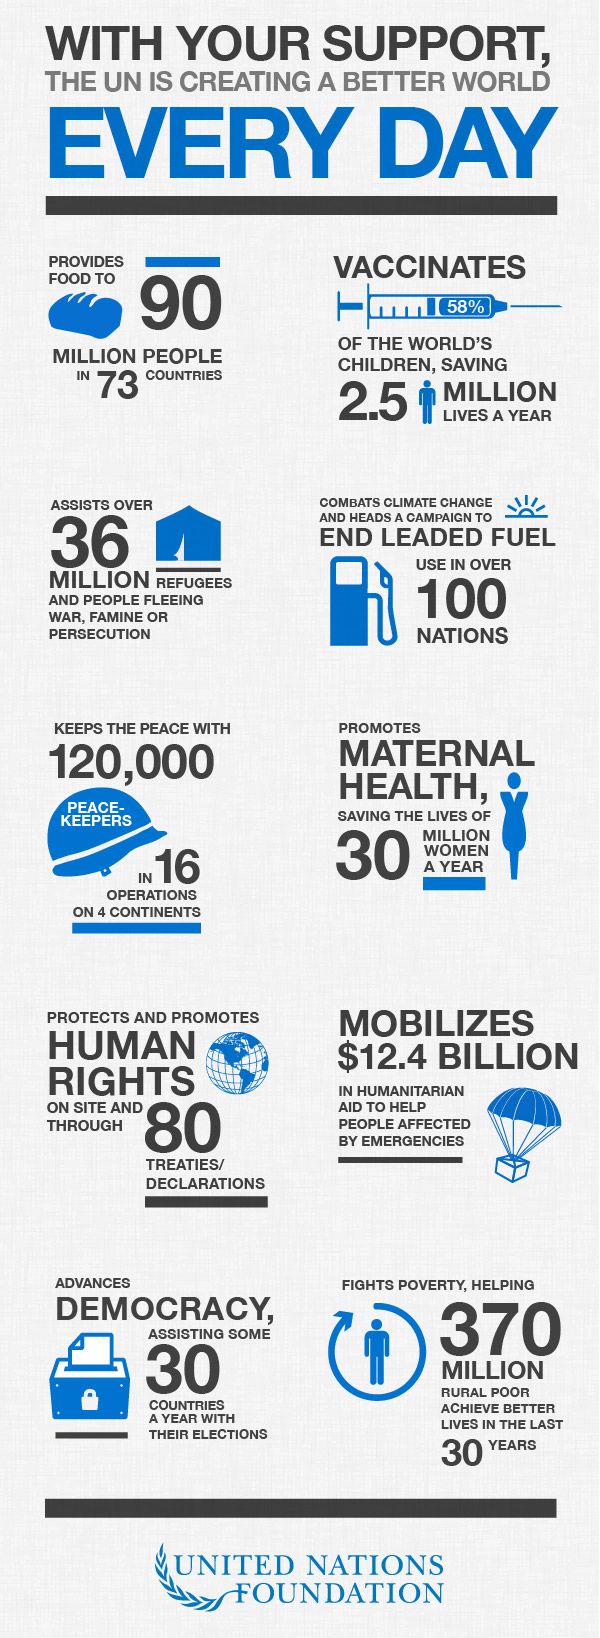 WITH YOUR SUPPORT,
THE UN IS CREATING A BETTER WORLD
EVERY DAY
PROVIDES
FOOD TO
90
MILLION PEOPLE
IN 73 COUNTRIES
VACCINATES
58%
OF THE WORLD'S
CHILDREN, SAVING
2.5 MILLION
LIVES A YEAR
ASSISTS OVER
36
MILLION REFUGEES
AND PEOPLE FLEEING
WAR, FAMINE OR
PERSECUTION
COMBATS CLIMATE CHANGE
AND HEADS A CAMPAIGN TO
END LEADED FUEL
USE IN OVER
100
NATIONS
KEEPS THE PEACE WITH
120,000
PEACE-
KEEPERS
IN 16
OPERATIONS
ON 4 CONTINENTS
PROMOTES
MATERNAL
HEALTH,
SAVING THE LIVES OF
30 MILLION
WOMEN
A YEAR
PROTECTS AND PROMOTES
HUMAN
RIGHTS
ON SITE AND
THROUGH 80
TREATIES/
DECLARATIONS
MOBILIZES
$12.4 BILLION
IN HUMANITARIAN
AID TO HELP
PEOPLE AFFECTED
BY EMERGENCIES
ADVANCES
DEMOCRACY,
ASSISTING SOME
30
COUNTRIES
A YEAR WITH
THEIR ELECTIONS
FIGHTS POVERTY, HELPING
370
MILLION
RURAL POOR
ACHIEVE BETTER
LIVES IN THE LAST
30 YEARS
UNITED NATIONS
FOUNDATION